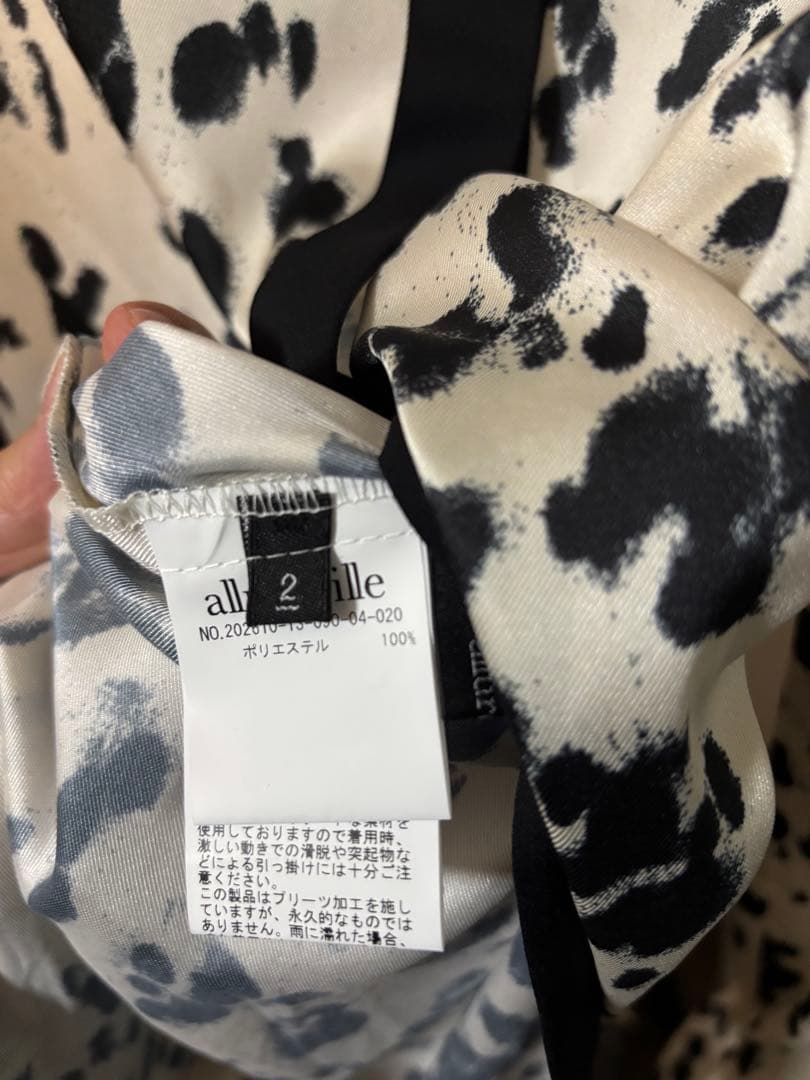 2
NO.202610-13-090-04-020
ポリエステル 100%
使用しておりますので着用時、
激しい動きでの滑脱や突起物な
どによる引っ掛けには十分ご注
意ください。
この製品はプリーツ加工を施し
ていますが、永久的なものでは
ありません。雨に濡れた場合、